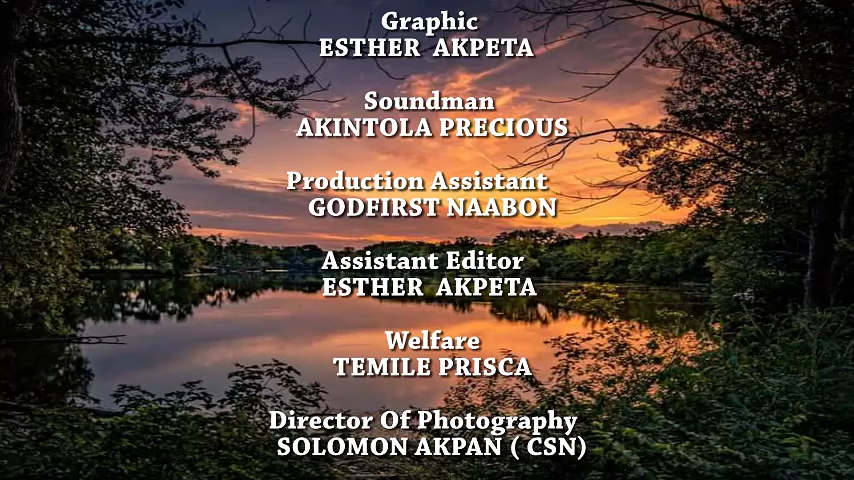 Graphic
ESTHER AKPETA
Soundman
AKINTOLA PRECIOUS
Production Assistant
GODFIRST NAABON
Assistant Editor
ESTHER AKPETA
Welfare
TEMILE PRISCA
Director Of Photography
SOLOMON AKPAN ( CSN)